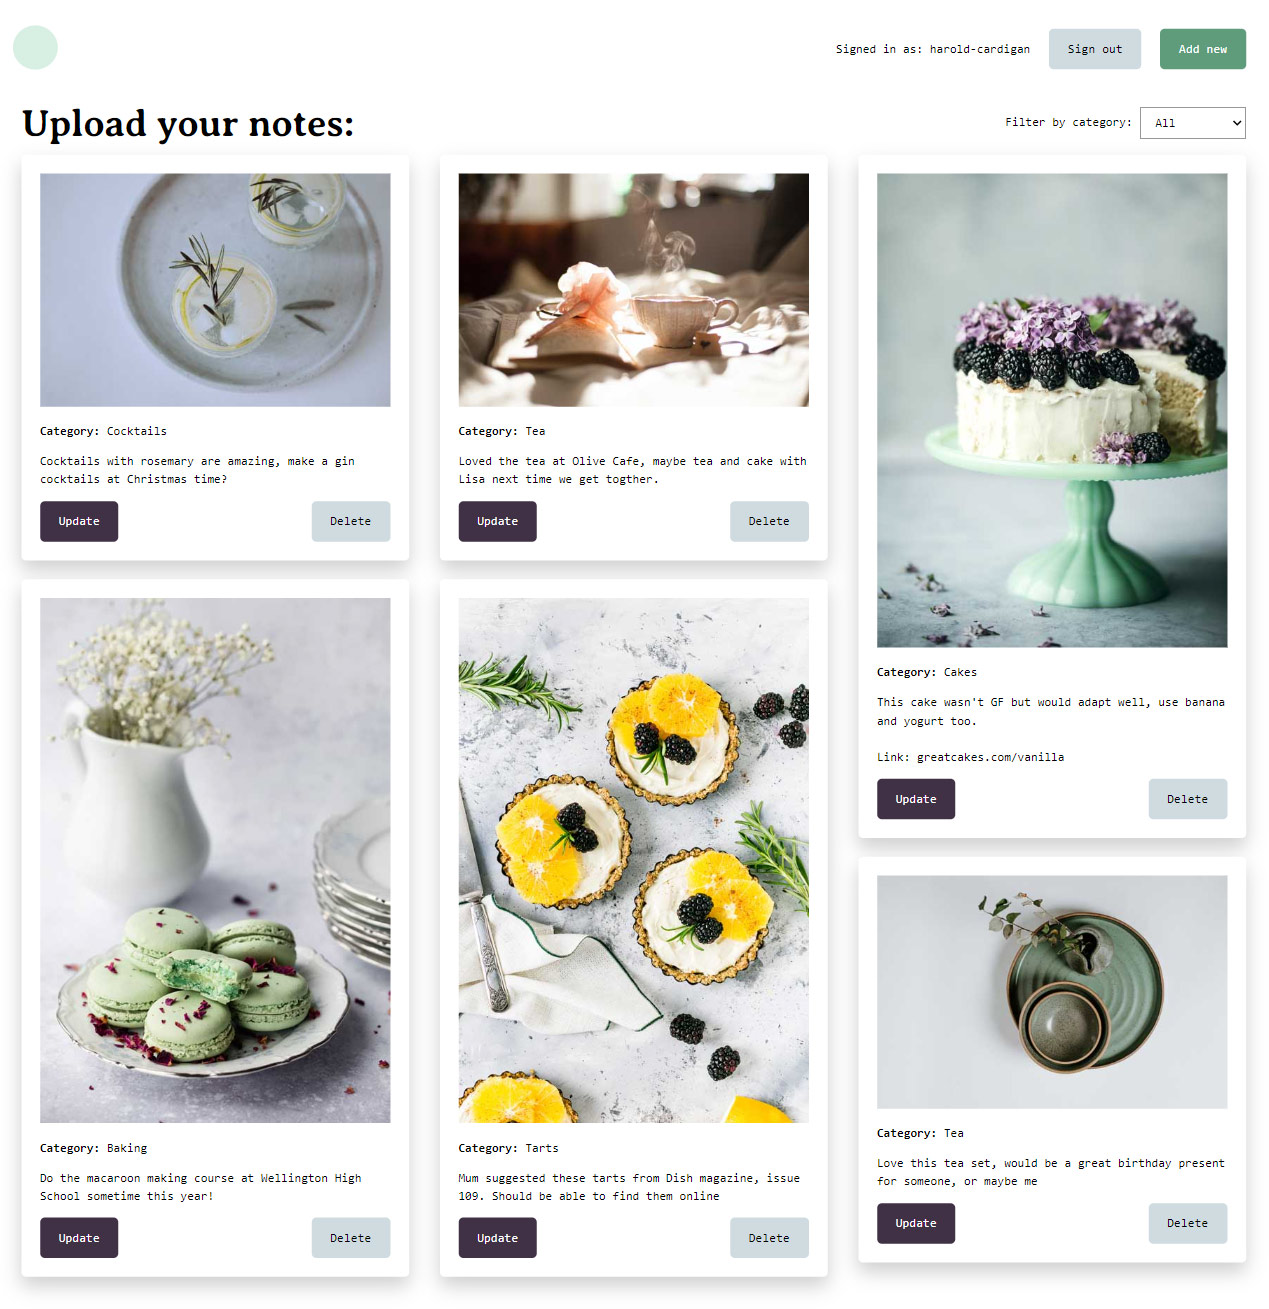 Signed in as: harold-cardigan
Sign out
Add new
Upload your notes:
Filter by category:
All
Category: Cocktails
Cocktails with rosemary are amazing, make a gin
cocktails at Christmas time?
Update
Delete
Category: Tea
Loved the tea at Olive Cafe, maybe tea and cake with
Lisa next time we get togther.
Update
Delete
Category: Cakes
This cake wasn't GF but would adapt well, use banana
and yogurt too.
Link: greatcakes.com/vanilla
Update
Delete
Category: Baking
Do the macaroon making course at Wellington High
School sometime this year!
Update
Delete
Category: Tarts
Mum suggested these tarts from Dish magazine, issue
109. Should be able to find them online
Update
Delete
Category: Tea
Love this tea set, would be a great birthday present
for someone, or maybe me
Update
Delete